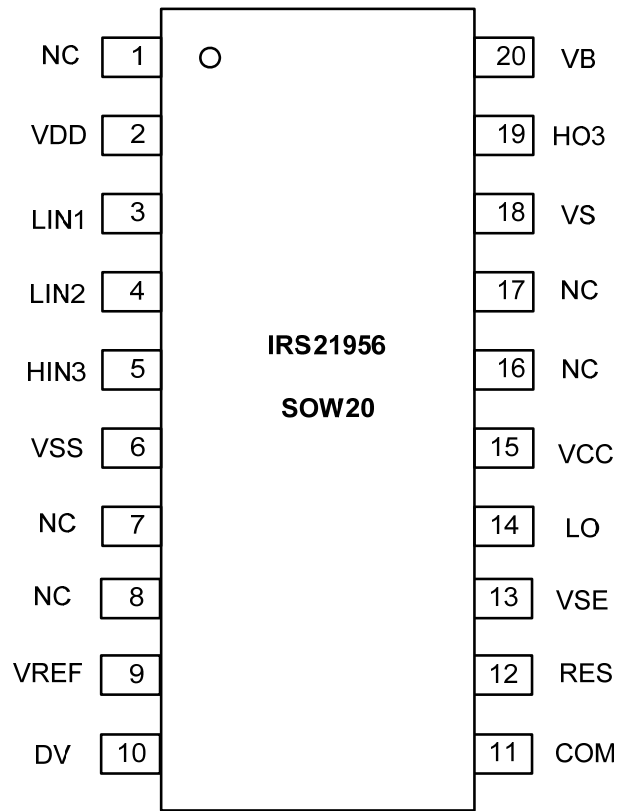 NC 1 20 VB
VDD 2 19 HO3
LIN1 3 18 VS
LIN2 4 17 NC
IRS21956
HIN3 5 16 NC
SOW20
VSS 6 15 VCC
NC 7 14 LO
NC 8 13 VSE
VREF 9 12 RES
DV 10 11 COM